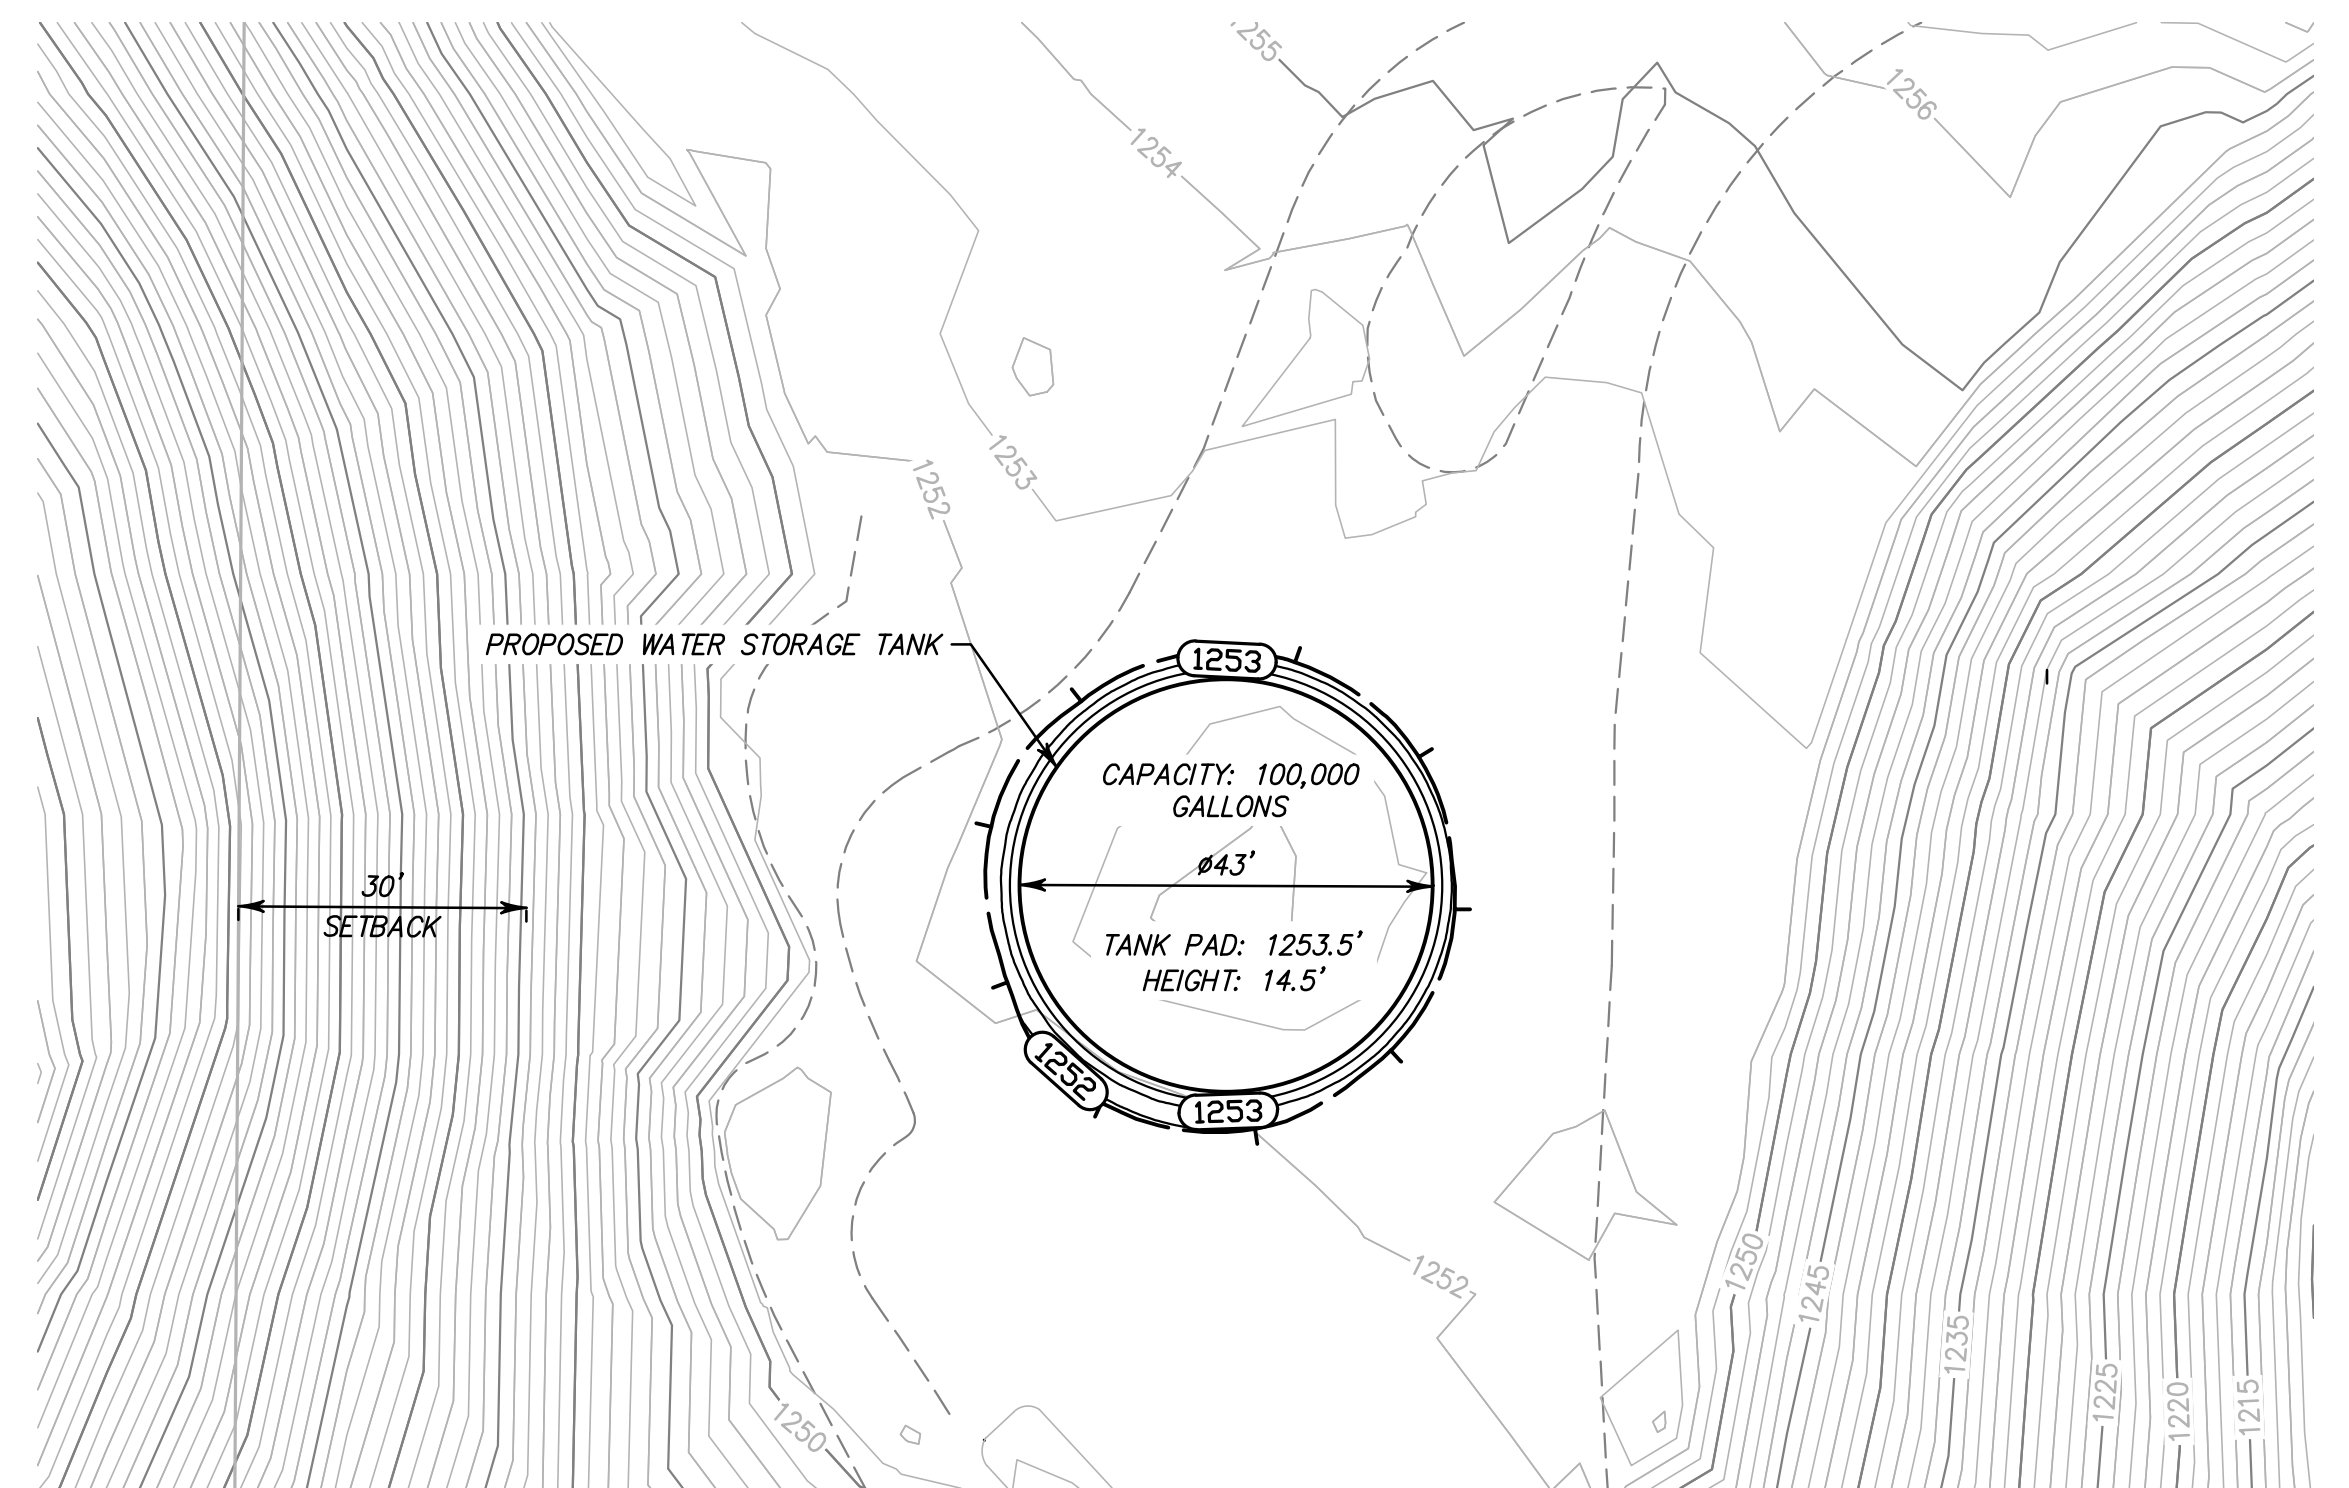 1255
1256
1254
1253
1252
PROPOSED WATER STORAGE TANK
1253
CAPACITY: 100,000
GALLONS
ø43'
30'
SETBACK
TANK PAD: 1253.5'
HEIGHT: 14.5'
1252
1253
1252
1250
1245
1235
1225
1220
1215
1250